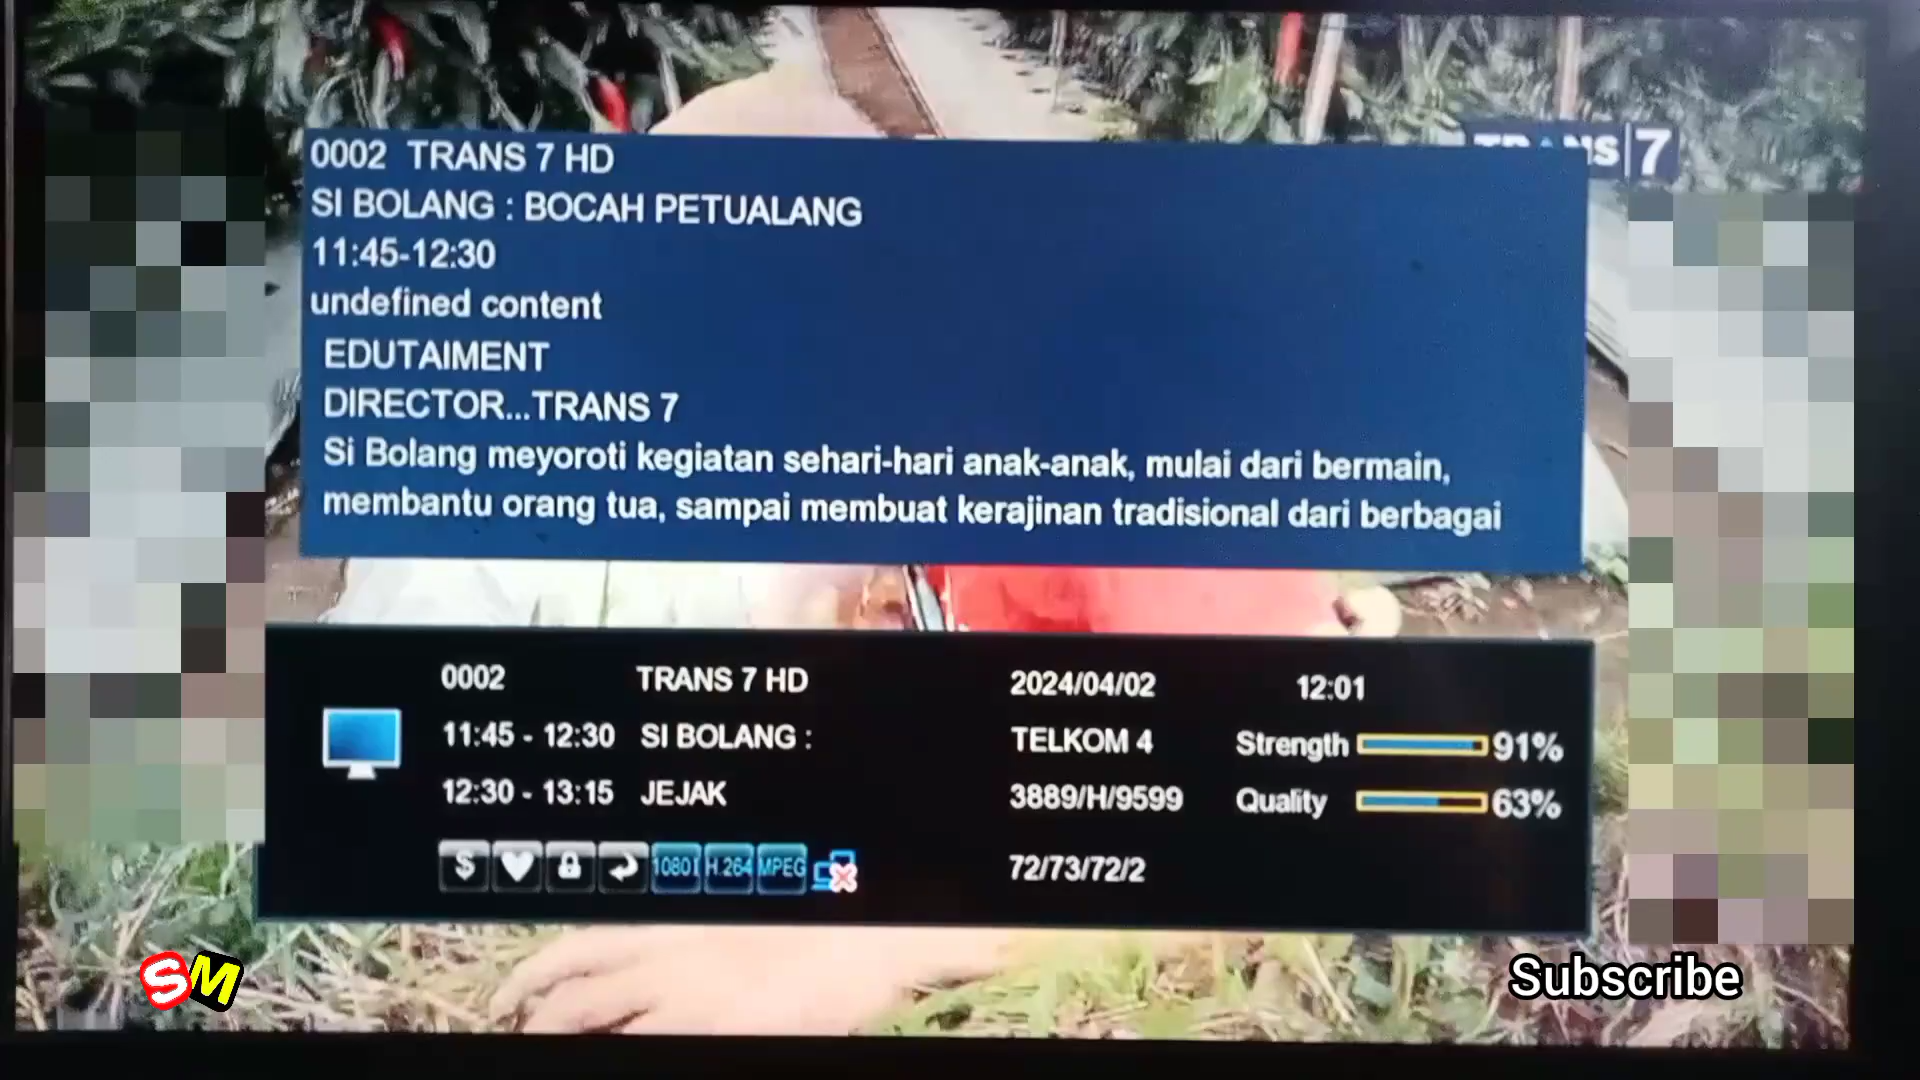 0002 TRANS 7 HD
SI BOLANG : BOCAH PETUALANG
11:45-12:30
undefined content
EDUTAIMENT
DIRECTOR...TRANS 7
Si Bolang meyoroti kegiatan sehari-hari anak-anak, mulai dari bermain,
membantu orang tua, sampai membuat kerajinan tradisional dari berbagai
TRANS|7
0002 TRANS 7 HD 2024/04/02 12:01
11:45 - 12:30 SI BOLANG : TELKOM 4 Strength 91%
12:30 - 13:15 JEJAK 3889/H/9599 Quality 63%
$ 1080I H.264 MPEG 72/73/72/2
SM
Subscribe